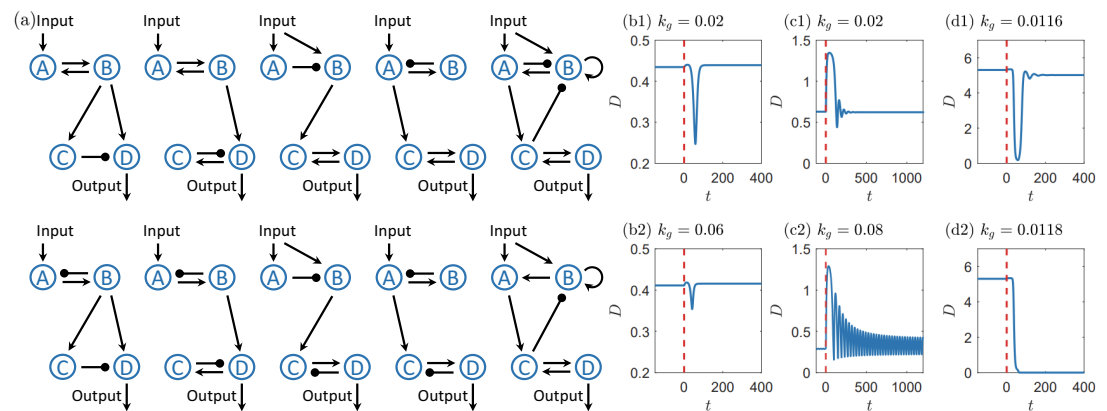 (a)
Input Input Input Input Input
A B A B A B A B A B
C D C D C D C D C D
Output Output Output Output Output
Input Input Input Input Input
A B A B A B A B A B
C D C D C D C D C D
Output Output Output Output Output
(b1) k_g = 0.02
0.5
0.4
0.3
0.2
D
0 200 400
t
(c1) k_g = 0.02
1.5
1
0.5
0
D
0 500 1000
t
(d1) k_g = 0.0116
6
4
2
0
D
0 200 400
t
(b2) k_g = 0.06
0.5
0.4
0.3
0.2
D
0 200 400
t
(c2) k_g = 0.08
1.5
1
0.5
0
D
0 500 1000
t
(d2) k_g = 0.0118
6
4
2
0
D
0 200 400
t